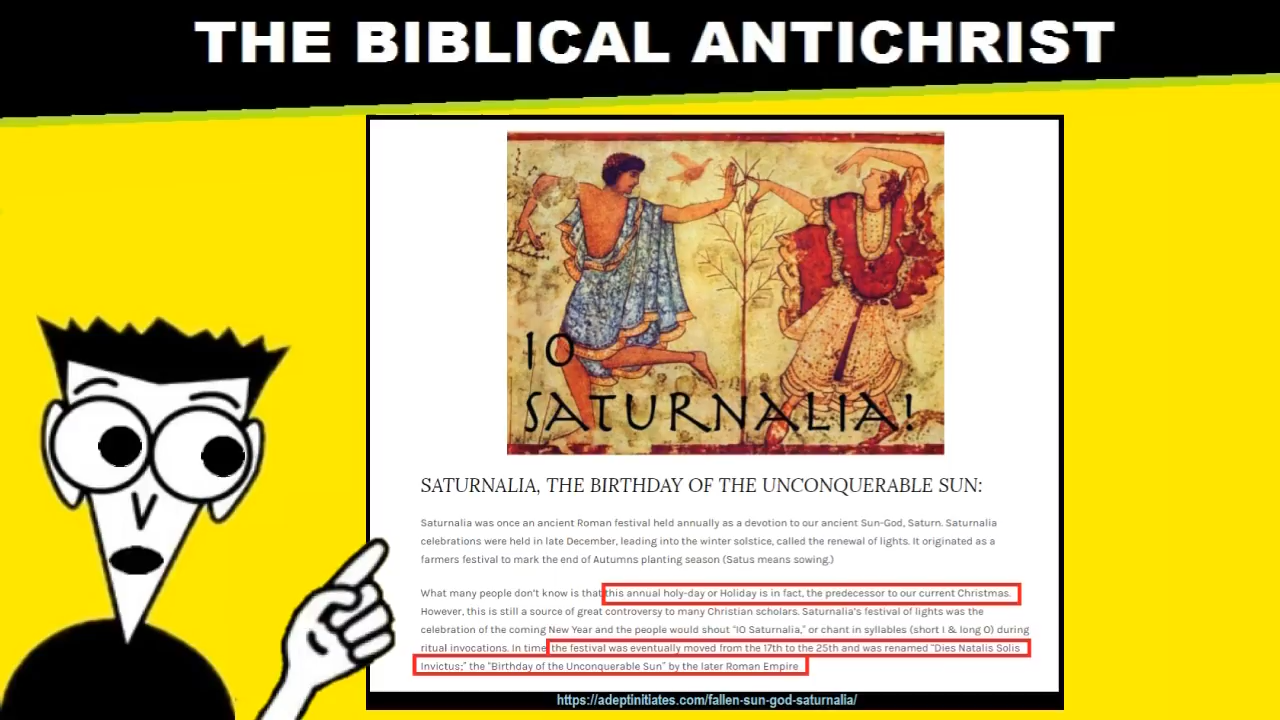 THE BIBLICAL ANTICHRIST
IO
SATURNALIA!
SATURNALIA, THE BIRTHDAY OF THE UNCONQUERABLE SUN:
Saturnalia was once an ancient Roman festival held annually as a devotion to our ancient Sun-God, Saturn. Saturnalia
celebrations were held in late December, leading into the winter solstice, called the renewal of lights. It originated as a
farmers festival to mark the end of Autumns planting season (Satus means sowing.)
What many people don't know is that this annual holy-day or Holiday is in fact, the predecessor to our current Christmas.
However, this is still a source of great controversy to many Christian scholars. Saturnalia's festival of lights was the
celebration of the coming New Year and the people would shout "IO Saturnalia," or chant in syllables (short I & long O) during
ritual invocations. In time the festival was eventually moved from the 17th to the 25th and was renamed "Dies Natalis Solis
Invictus;" the "Birthday of the Unconquerable Sun" by the later Roman Empire
https://adeptinitiates.com/fallen-sun-god-saturnalia/